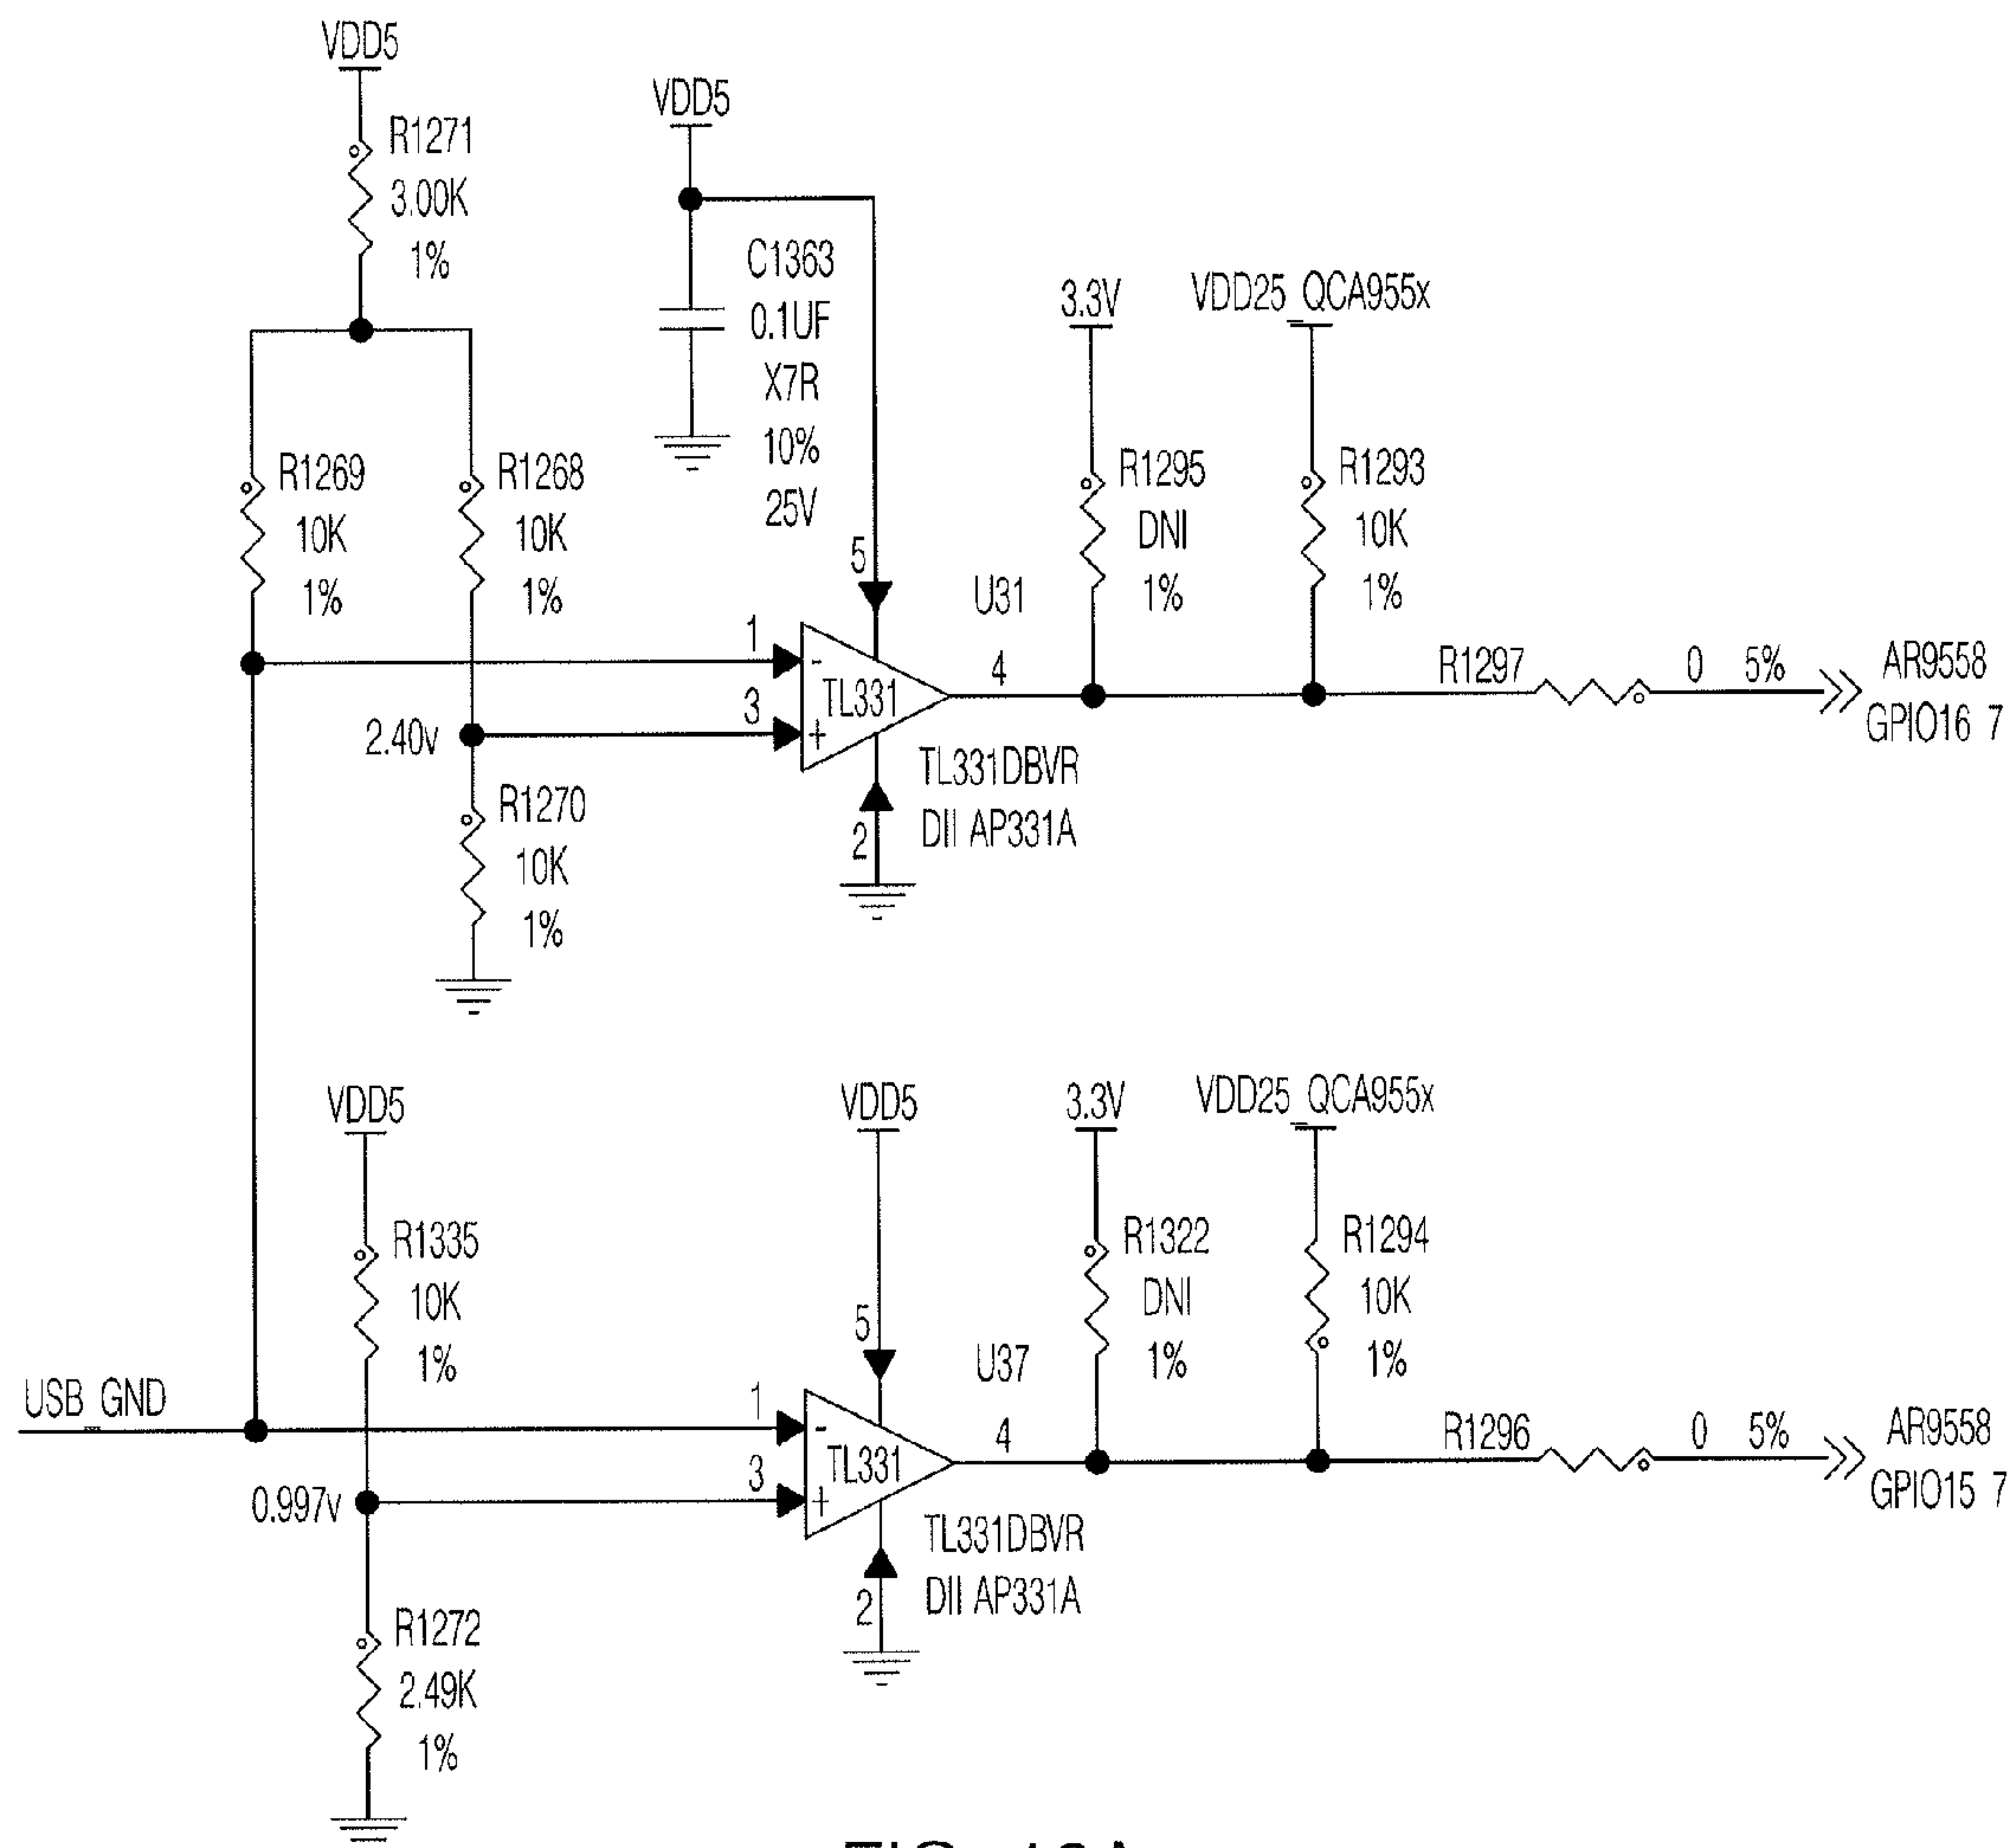 VDD5
R1271
3.00K
1%
VDD5
C1363
0.1UF
X7R
10%
25V
R1269
10K
1%
R1268
10K
1%
3.3V
VDD25_QCA955x
R1295
DNI
1%
R1293
10K
1%
5
U31
1
-
TL331
3
+
4
2
2.40v
TL331DBVR
DII AP331A
R1297
0
5%
AR9558
GPIO16 7
R1270
10K
1%
VDD5
R1335
10K
1%
VDD5
3.3V
VDD25_QCA955x
R1322
DNI
1%
R1294
10K
1%
5
U37
USB_GND
1
-
TL331
3
+
4
2
0.997v
TL331DBVR
DII AP331A
R1296
0
5%
AR9558
GPIO15 7
R1272
2.49K
1%